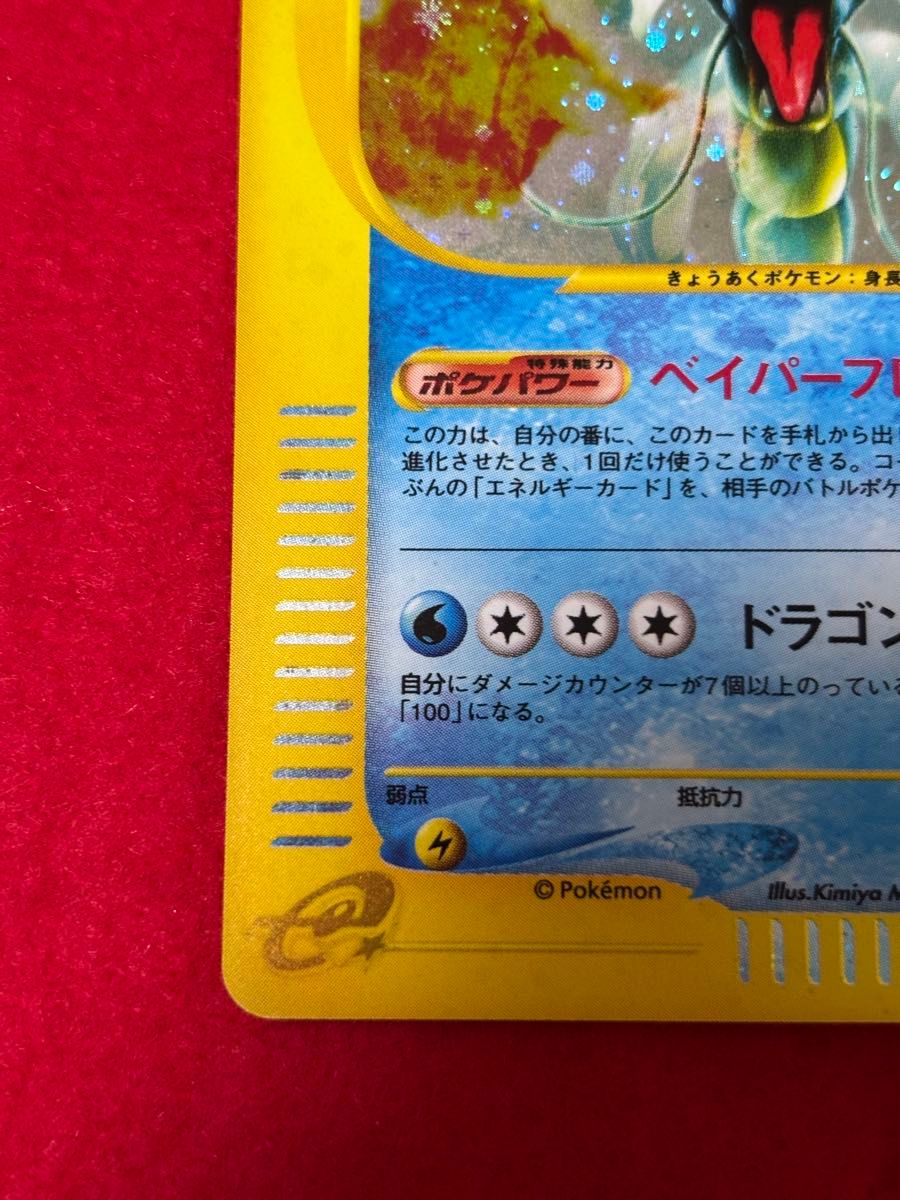 きょうあくポケモン：身長
特殊能力
ポケパワー
ベイパーフ
この力は、自分の番に、このカードを手札から出
進化させたとき、1回だけ使うことができる。コ
ぶんの「エネルギーカード」を、相手のバトルポケ
ドラゴン
自分にダメージカウンターが7個以上のっている
「100」になる。
弱点
抵抗力
© Pokémon
Illus.Kimiya